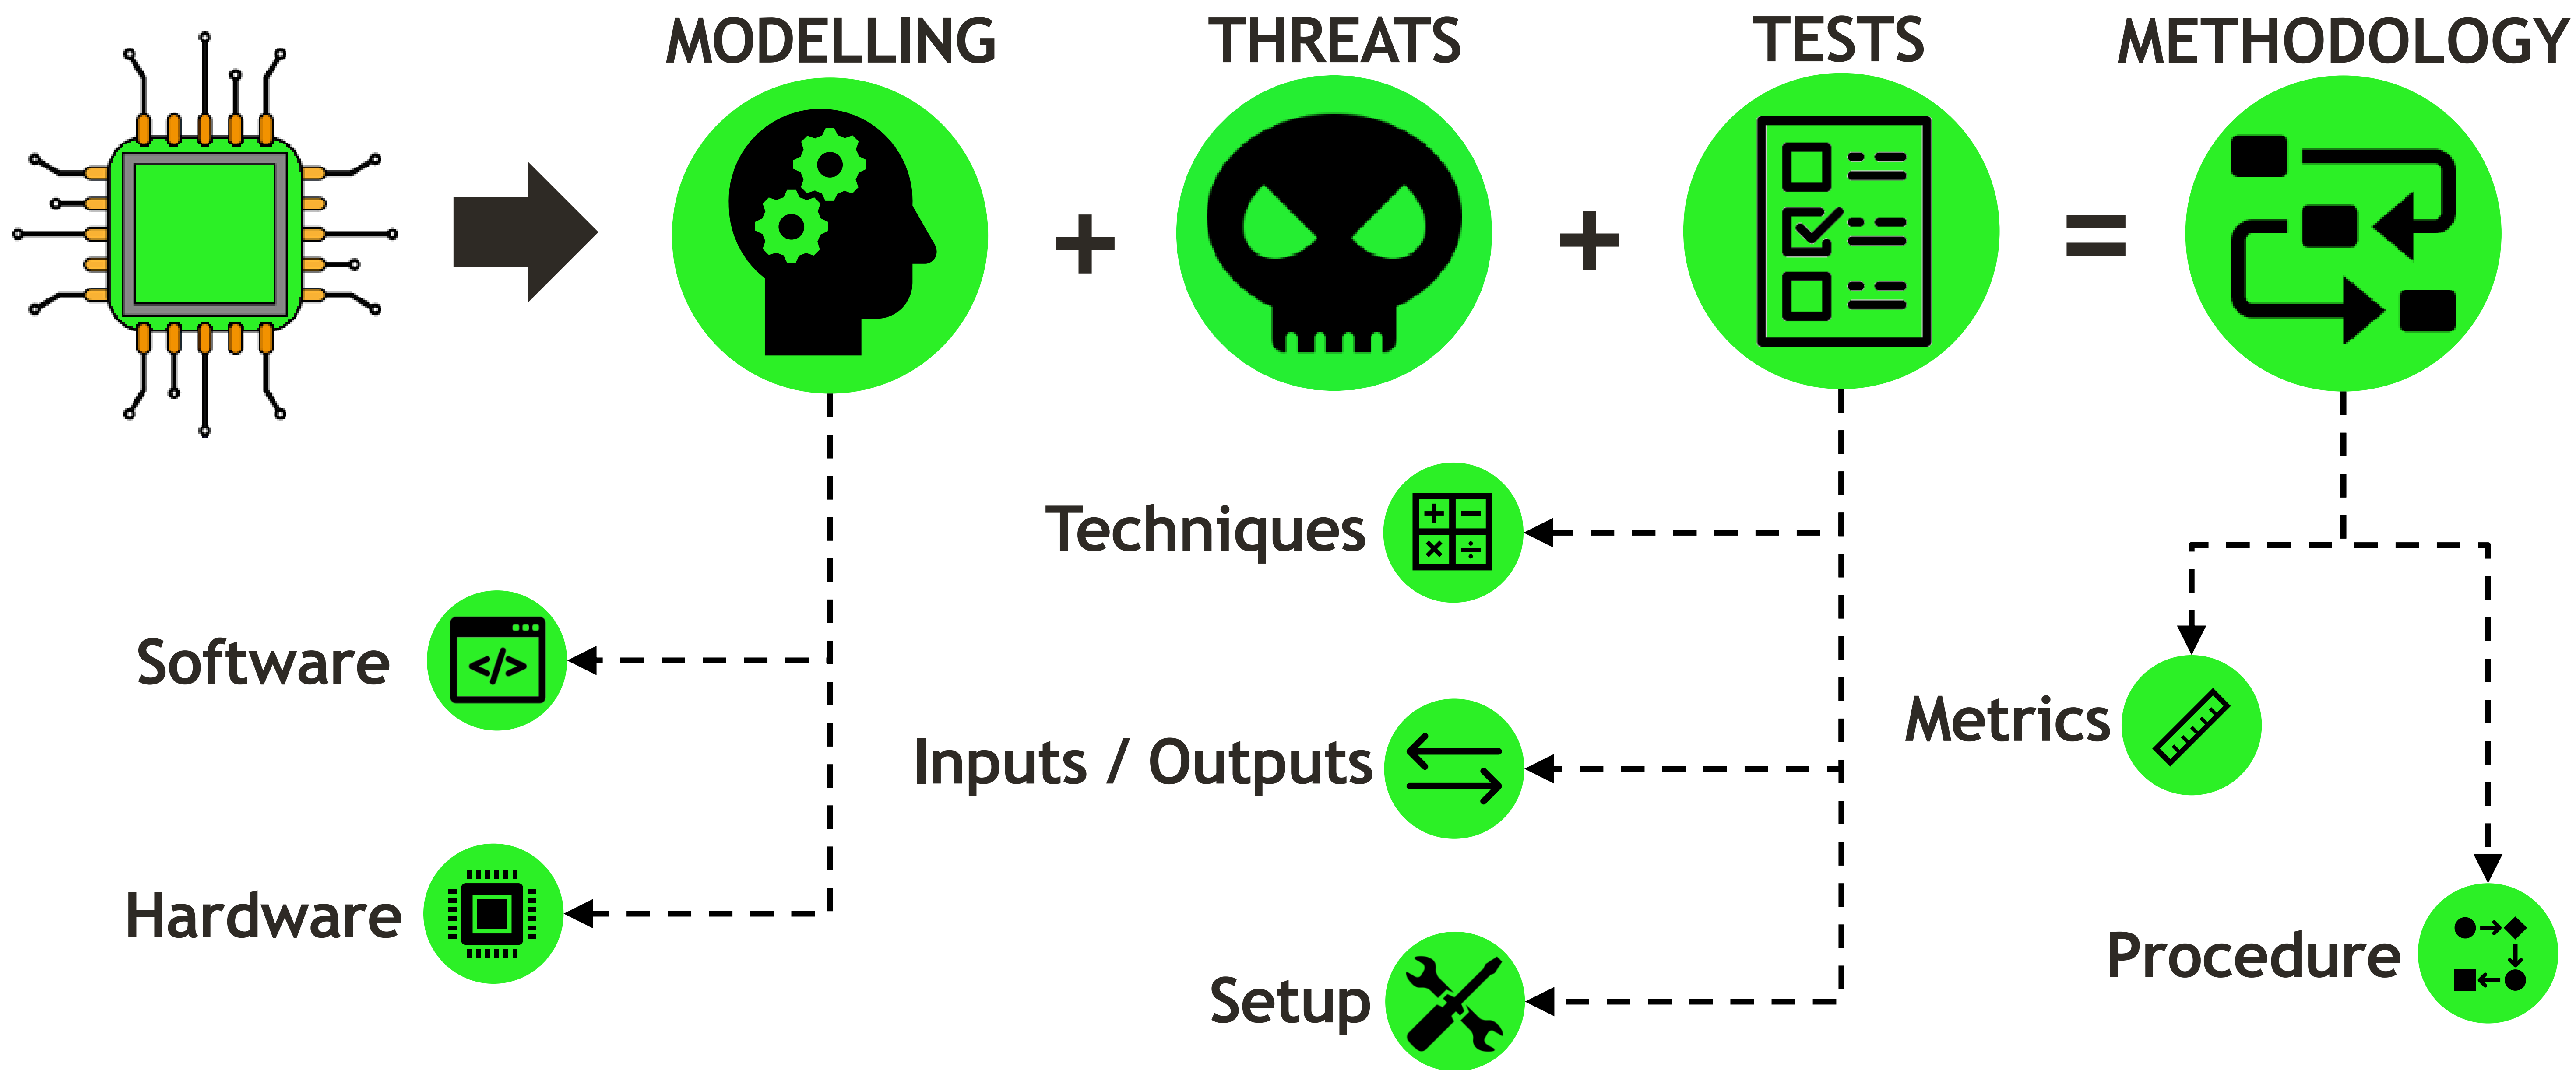 MODELLING
THREATS
TESTS
METHODOLOGY
+
+
=
Techniques
Software
</>
Metrics
Inputs / Outputs
Hardware
Procedure
Setup